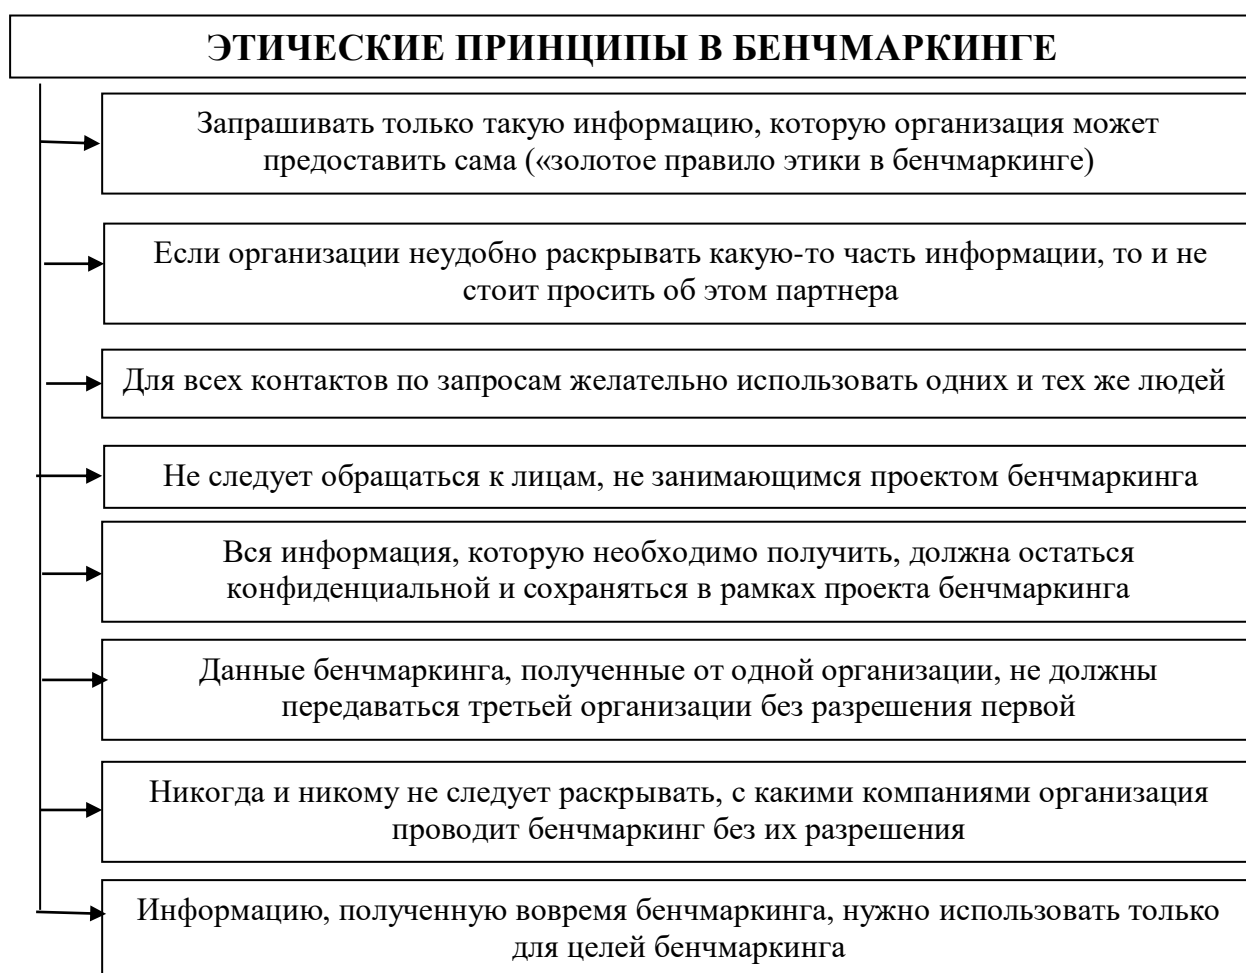 ЭТИЧЕСКИЕ ПРИНЦИПЫ В БЕНЧМАРКИНГЕ
Запрашивать только такую информацию, которую организация может
предоставить сама («золотое правило этики в бенчмаркинге)
Если организации неудобно раскрывать какую-то часть информации, то и не
стоит просить об этом партнера
Для всех контактов по запросам желательно использовать одних и тех же людей
Не следует обращаться к лицам, не занимающимся проектом бенчмаркинга
Вся информация, которую необходимо получить, должна остаться
конфиденциальной и сохраняться в рамках проекта бенчмаркинга
Данные бенчмаркинга, полученные от одной организации, не должны
передаваться третьей организации без разрешения первой
Никогда и никому не следует раскрывать, с какими компаниями организация
проводит бенчмаркинг без их разрешения
Информацию, полученную вовремя бенчмаркинга, нужно использовать только
для целей бенчмаркинга